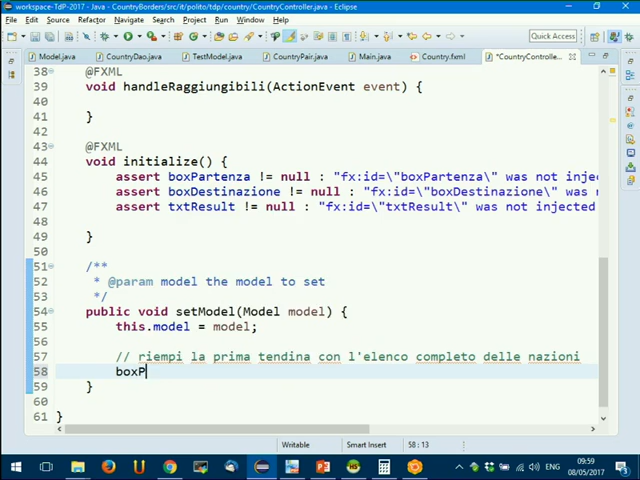 workspace-TdP-2017 - Java - CountryBorders/src/it/polito/tdp/country/CountryController.java - Eclipse
File Edit Source Refactor Navigate Search Project Run Window Help
Quick Access
Model.java CountryDao.java TestModel.java CountryPair.java Main.java Country.fxml *CountryControlle...
38 @FXML
39 void handleRaggiungibili(ActionEvent event) {
40
41 }
42
43 @FXML
44 void initialize() {
45 assert boxPartenza != null : "fx:id=\"boxPartenza\" was not injec
46 assert boxDestinazione != null : "fx:id=\"boxDestinazione\" was no
47 assert txtResult != null : "fx:id=\"txtResult\" was not injected
48
49 }
50
51 /**
52 * @param model the model to set
53 */
54 public void setModel(Model model) {
55 this.model = model;
56
57 // riempi la prima tendina con l'elenco completo delle nazioni
58 boxP
59 }
60
61 }
Writable Smart Insert 58 : 13
ENG 09:59
08/05/2017